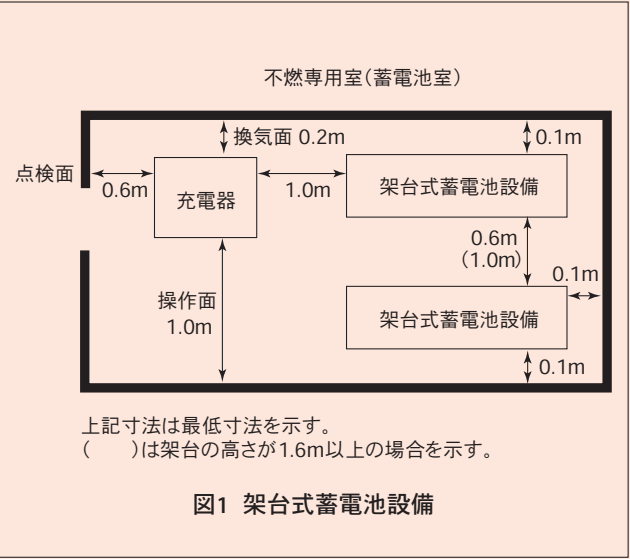 不燃専用室(蓄電池室)
換気面 0.2m
0.1m
点検面
0.6m
充電器
1.0m
架台式蓄電池設備
0.6m
(1.0m)
0.1m
操作面
1.0m
架台式蓄電池設備
0.1m
上記寸法は最低寸法を示す。
(　　)は架台の高さが1.6m以上の場合を示す。
図1 架台式蓄電池設備